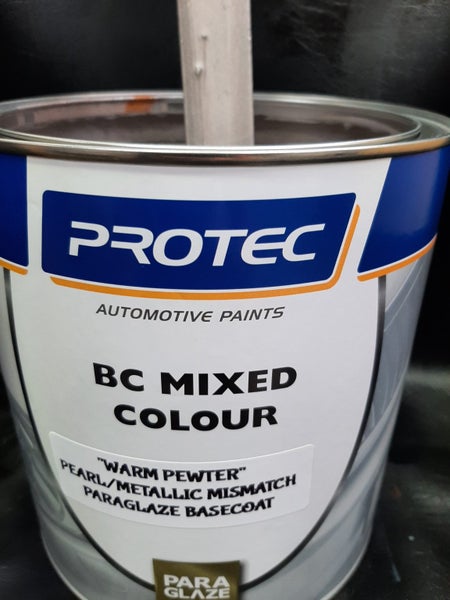 PROTEC
AUTOMOTIVE PAINTS
BC MIXED
COLOUR
"WARM PEWTER"
PEARL/METALLIC MISMATCH
PARAGLAZE BASECOAT
PARA
GLAZE